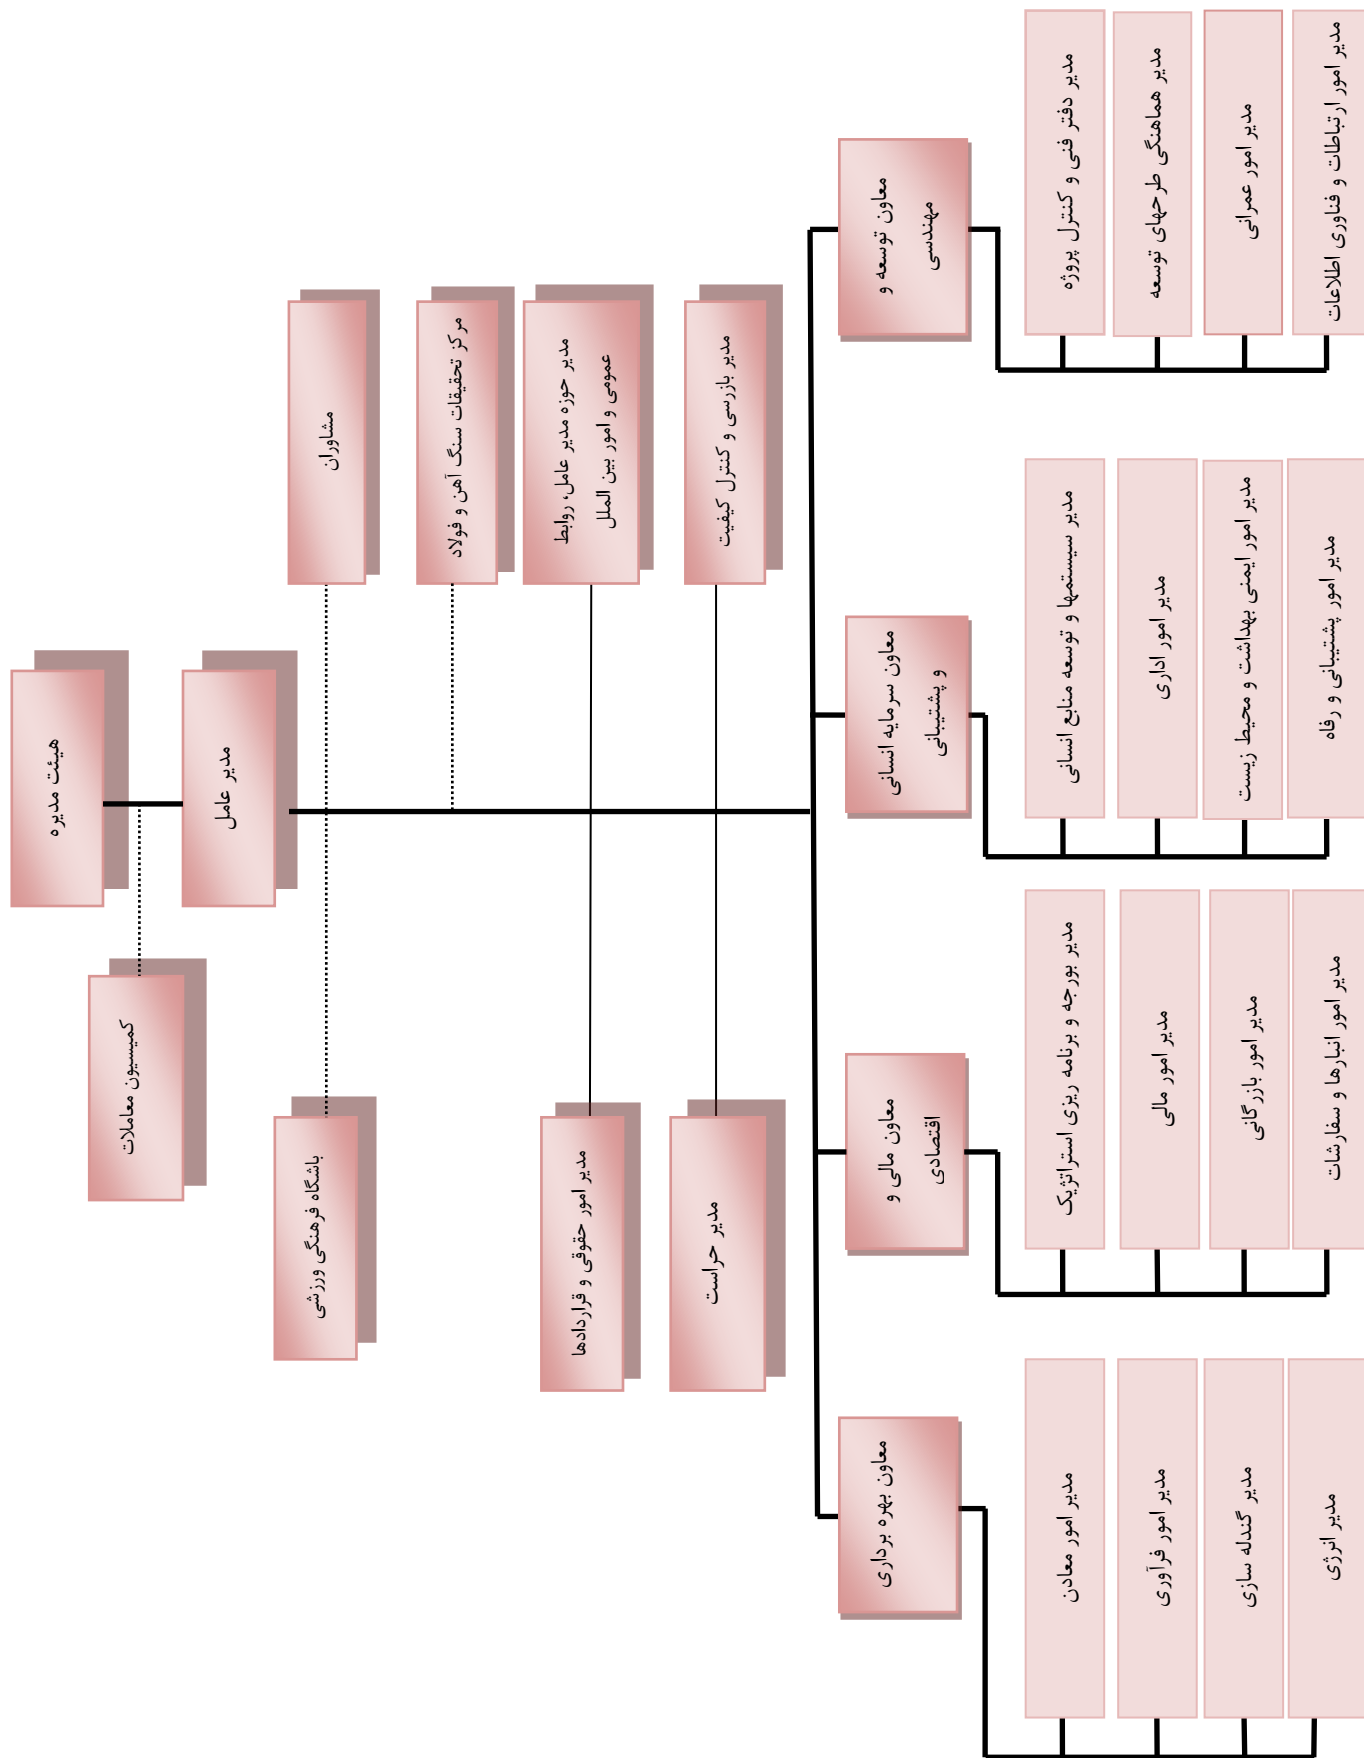 هیئت مدیره
کمیسیون معاملات
مدیر عامل
مشاوران
باشگاه فرهنگی ورزشی
مرکز تحقیقات سنگ آهن و فولاد
مدیر حوزه مدیر عامل، روابط
عمومی و امور بین الملل
مدیر امور حقوقی و قراردادها
مدیر بازرسی و کنترل کیفیت
مدیر حراست
معاون توسعه و
مهندسی
مدیر دفتر فنی و کنترل پروژه
مدیر هماهنگی طرحهای توسعه
مدیر امور عمرانی
مدیر امور ارتباطات و فناوری اطلاعات
معاون سرمایه انسانی
و پشتیبانی
مدیر سیستمها و توسعه منابع انسانی
مدیر امور اداری
مدیر امور ایمنی بهداشت و محیط زیست
مدیر امور پشتیبانی و رفاه
معاون مالی و
اقتصادی
مدیر بورجه و برنامه ریزی استراتژیک
مدیر امور مالی
مدیر امور بازرگانی
مدیر امور انبارها و سفارشات
معاون بهره برداری
مدیر امور معادن
مدیر امور فرآوری
مدیر گندله سازی
مدیر انرژی